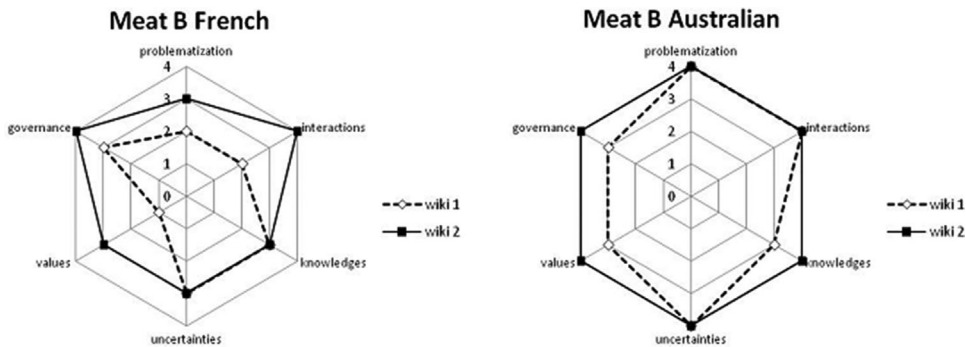 Meat B French
problematization
4
governance
3
interactions
2
1
0
wiki 1
wiki 2
values
knowledges
uncertainties
Meat B Australian
problematization
4
governance
3
interactions
2
1
0
wiki 1
wiki 2
values
knowledges
uncertainties